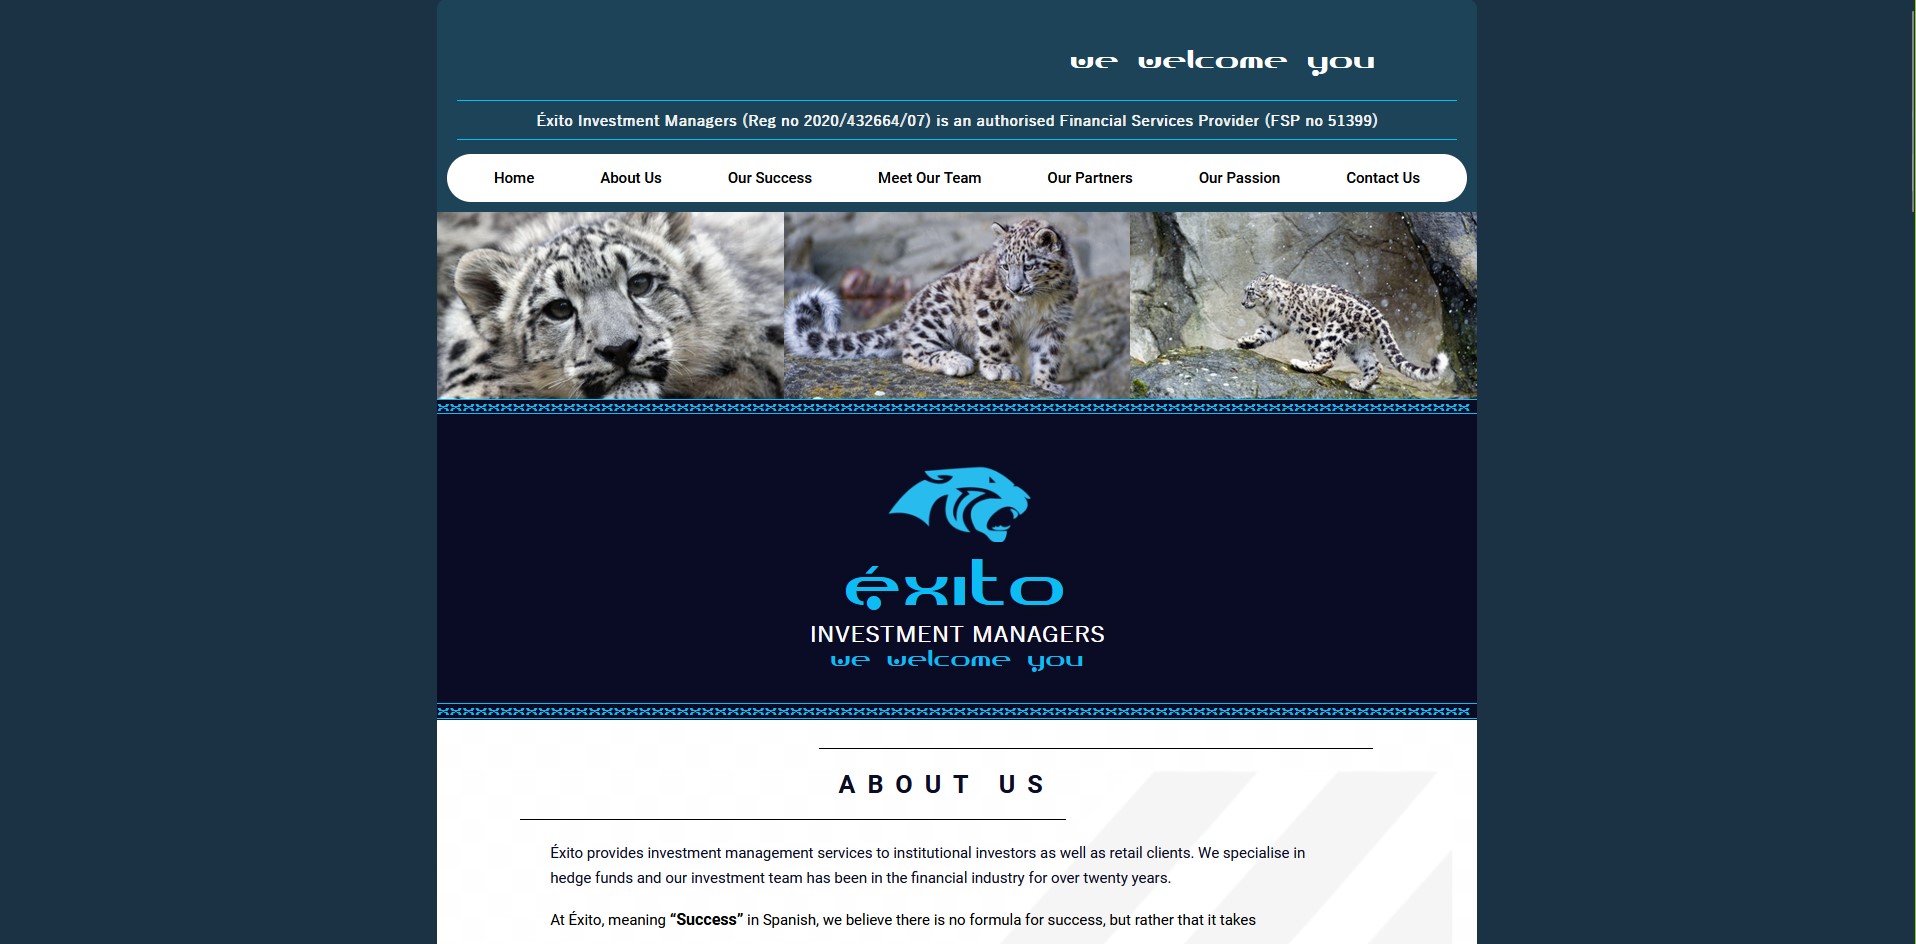 we welcome you
Éxito Investment Managers (Reg no 2020/432664/07) is an authorised Financial Services Provider (FSP no 51399)
Home About Us Our Success Meet Our Team Our Partners Our Passion Contact Us
éxito
INVESTMENT MANAGERS
we welcome you
ABOUT US
Éxito provides investment management services to institutional investors as well as retail clients. We specialise in
hedge funds and our investment team has been in the financial industry for over twenty years.
At Éxito, meaning “Success” in Spanish, we believe there is no formula for success, but rather that it takes